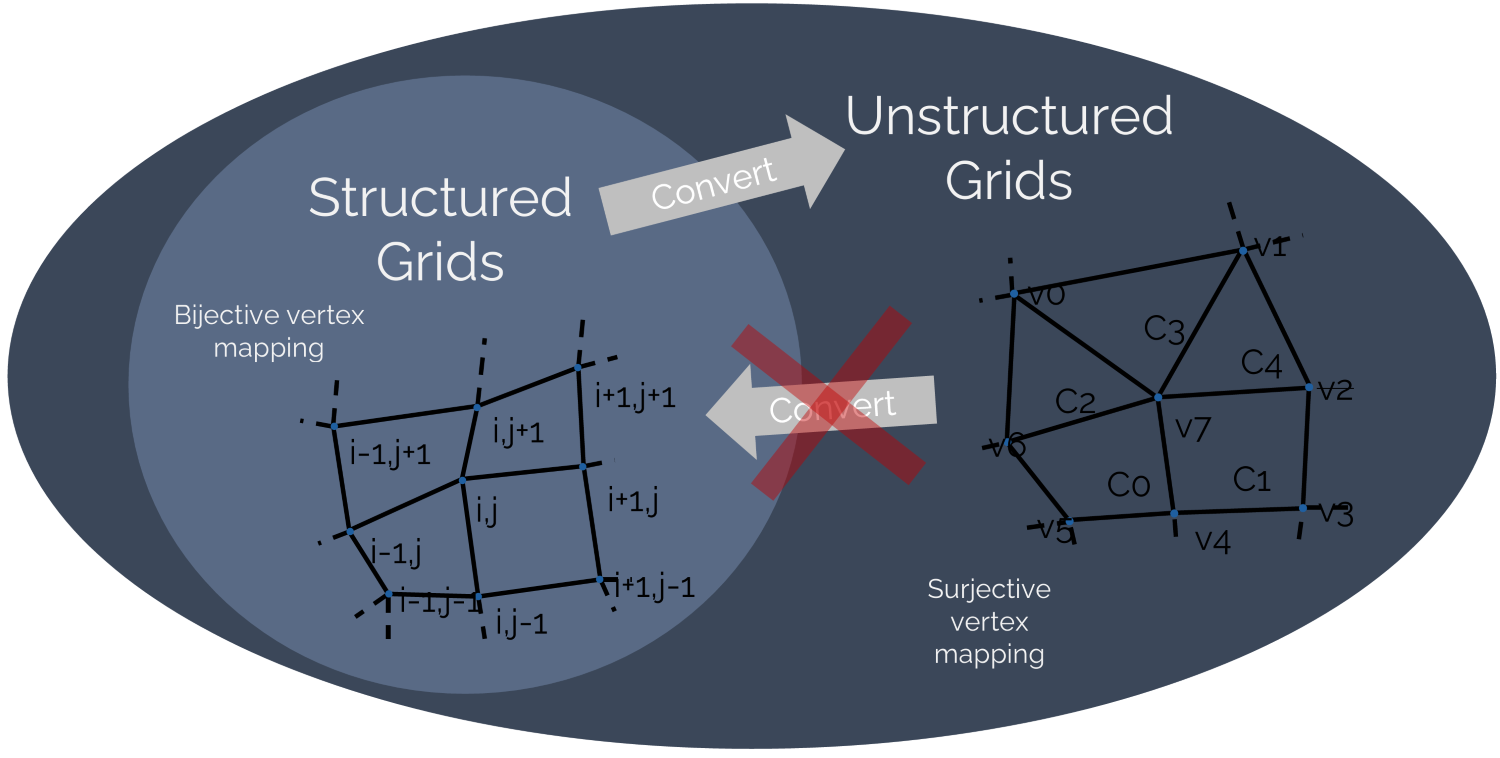 Structured
Grids
Bijective vertex
mapping
i-1,j+1
i,j+1
i+1,j+1
i-1,j
i,j
i+1,j
i-1,j-1
i,j-1
i+1,j-1
Convert
Convert
Unstructured
Grids
v0
v1
C3
C4
C2
v2
v6
v7
C0
C1
v5
v4
v3
Surjective
vertex
mapping